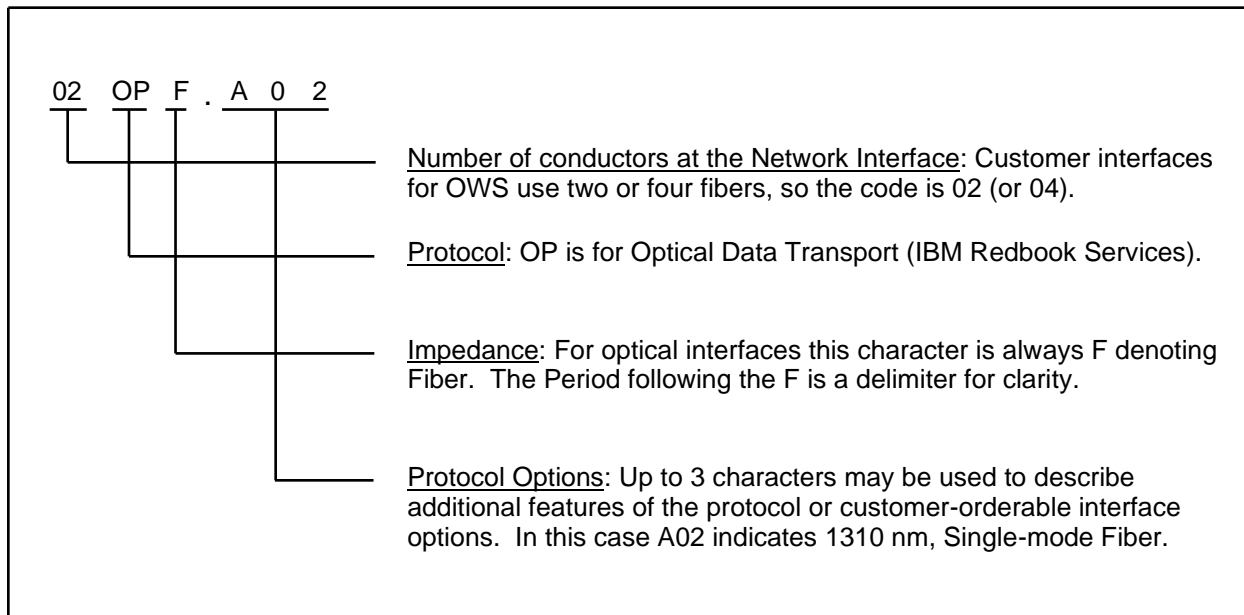 02 OP F . A 0 2
Number of conductors at the Network Interface: Customer interfaces
for OWS use two or four fibers, so the code is 02 (or 04).
Protocol: OP is for Optical Data Transport (IBM Redbook Services).
Impedance: For optical interfaces this character is always F denoting
Fiber. The Period following the F is a delimiter for clarity.
Protocol Options: Up to 3 characters may be used to describe
additional features of the protocol or customer-orderable interface
options. In this case A02 indicates 1310 nm, Single-mode Fiber.